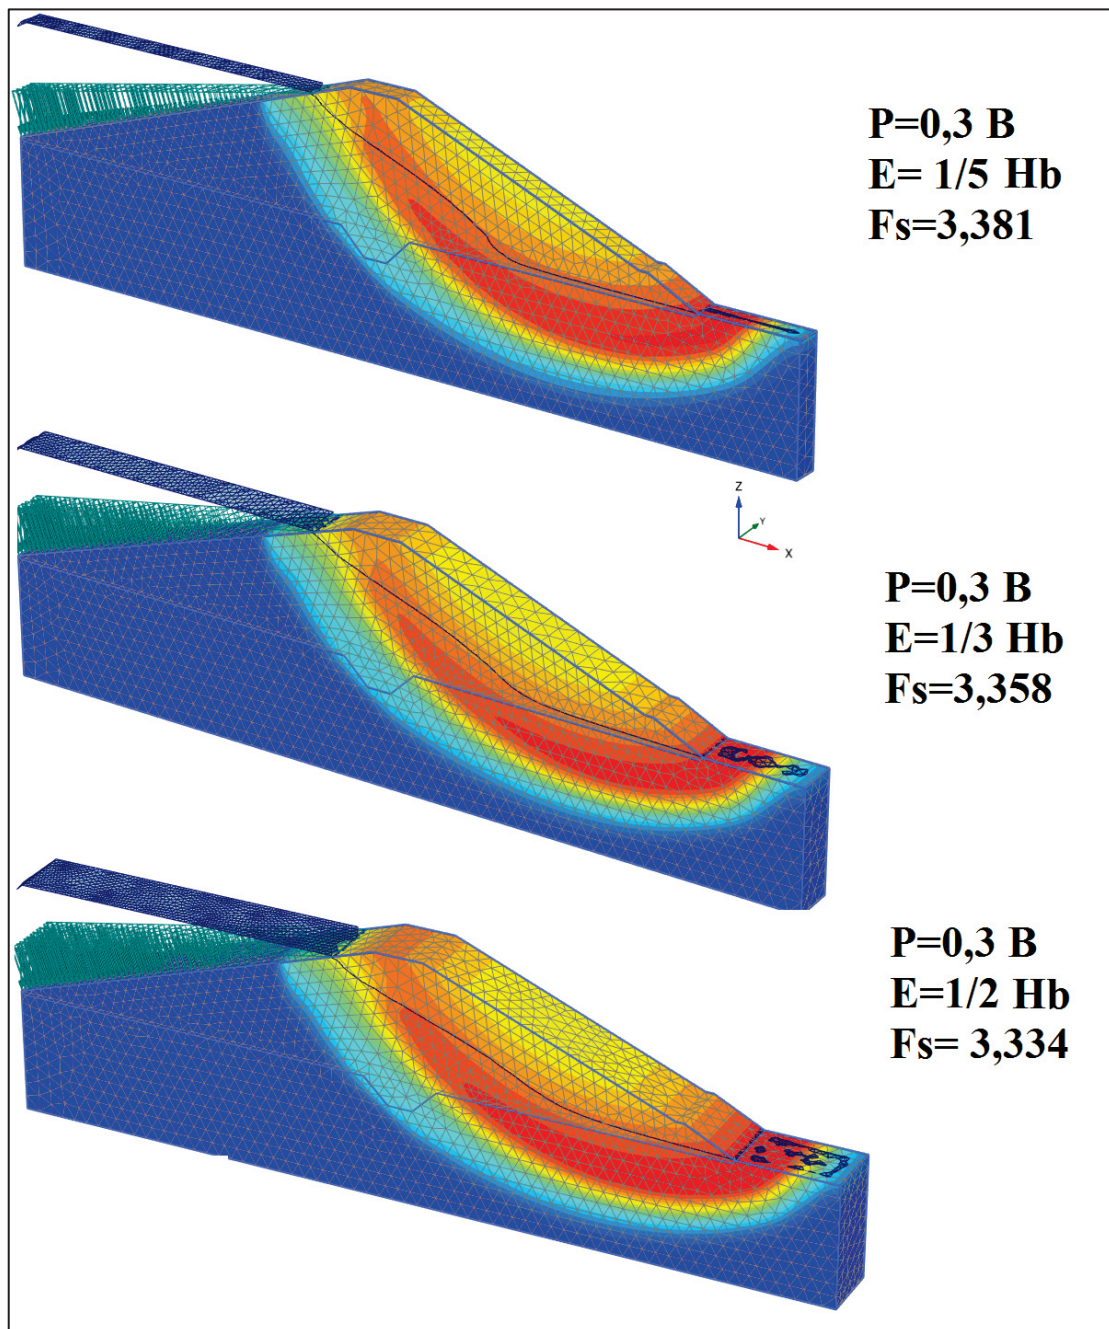 P=0,3 B
E= 1/5 Hb
Fs=3,381
Z
Y
X
P=0,3 B
E=1/3 Hb
Fs=3,358
P=0,3 B
E=1/2 Hb
Fs= 3,334